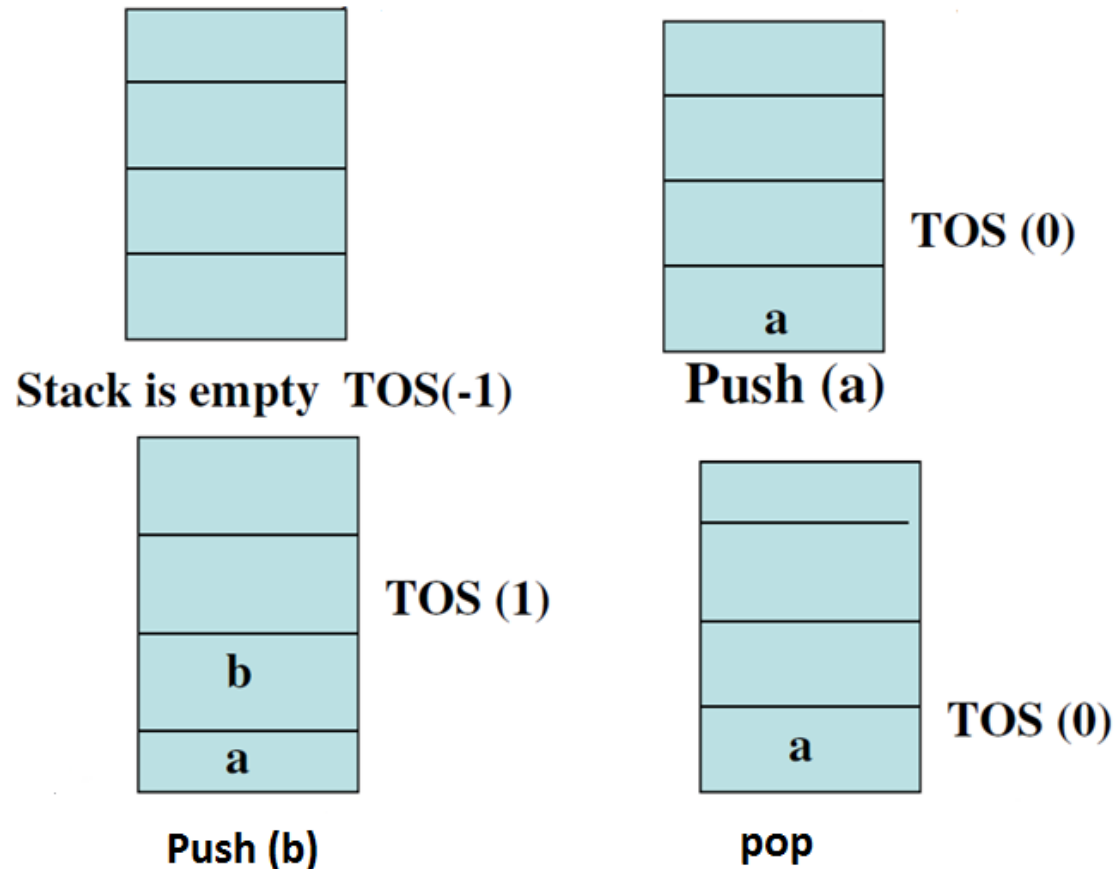 TOS (0)
a
Stack is empty TOS(-1)
Push (a)
TOS (1)
b
a
Push (b)
TOS (0)
a
pop